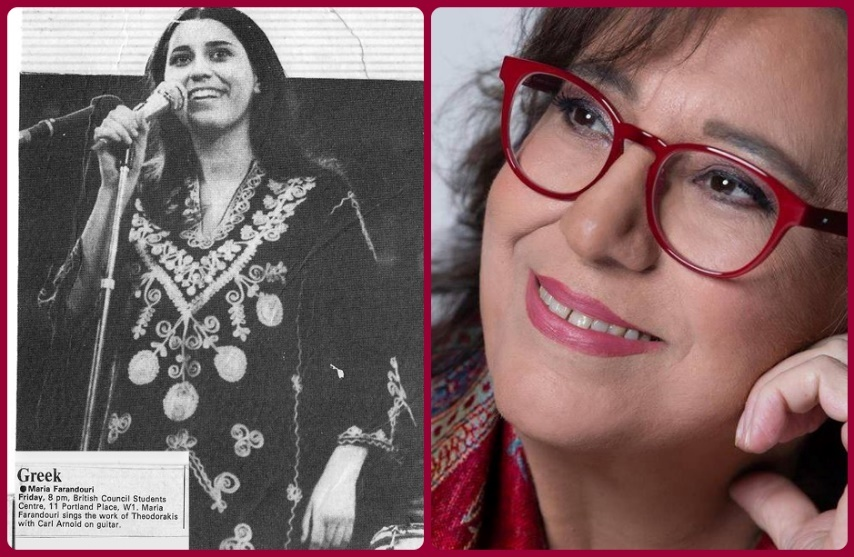 Greek
●Maria Farandouri
Friday, 8 pm, British Council Students
Centre, 11 Portland Place, W1. Maria
Farandouri sings the work of Theodorakis
with Carl Arnold on guitar.